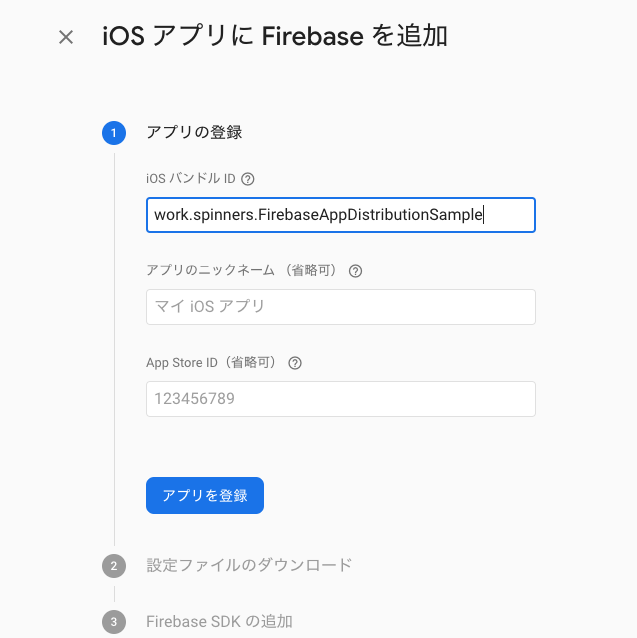 iOS アプリに Firebase を追加
1 アプリの登録
iOS バンドル ID
work.spinners.FirebaseAppDistributionSample
アプリのニックネーム （省略可）
マイ iOS アプリ
App Store ID（省略可）
123456789
アプリを登録
2 設定ファイルのダウンロード
3 Firebase SDK の追加